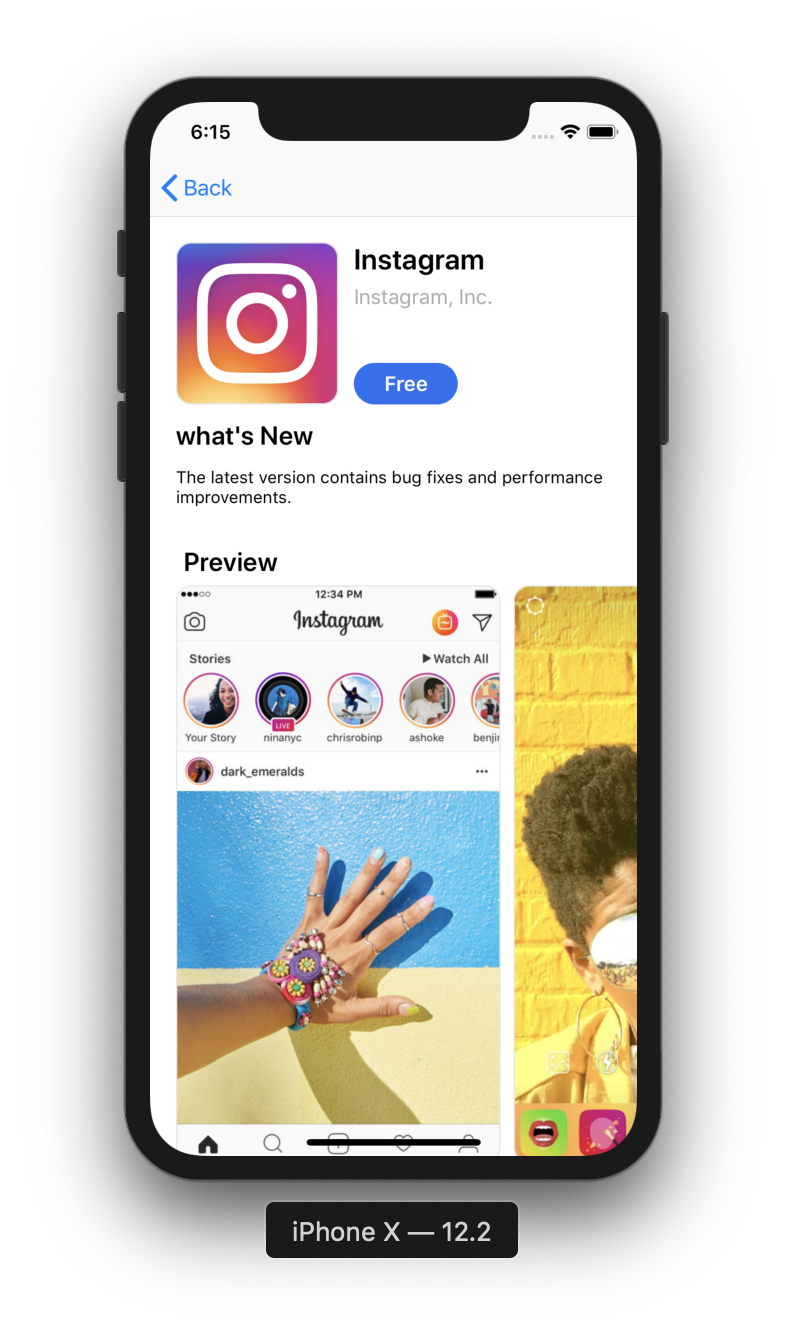 6:15
Back
Instagram
Instagram, Inc.
Free
what's New
The latest version contains bug fixes and performance
improvements.
Preview
12:34 PM
Instagram
Stories
Watch All
LIVE
Your Story
ninanyc
chrisrobinp
ashoke
benjin
dark_emeralds
iPhone X — 12.2